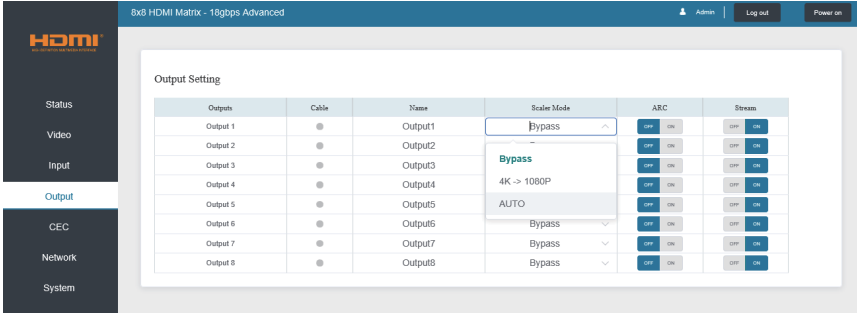 8x8 HDMI Matrix - 18gbps Advanced
Admin
Log out
Power on
HDMI
Status
Video
Input
Output
CEC
Network
System
Output Setting
Outputs Cable Name Scaler Mode ARC Stream
Output 1 Output1 Bypass OFF ON OFF ON
Output 2 Output2 OFF ON OFF ON
Output 3 Output3 Bypass OFF ON OFF ON
Output 4 Output4 4K -> 1080P OFF ON OFF ON
Output 5 Output5 AUTO OFF ON OFF ON
Output 6 Output6 Bypass OFF ON OFF ON
Output 7 Output7 Bypass OFF ON OFF ON
Output 8 Output8 Bypass OFF ON OFF ON